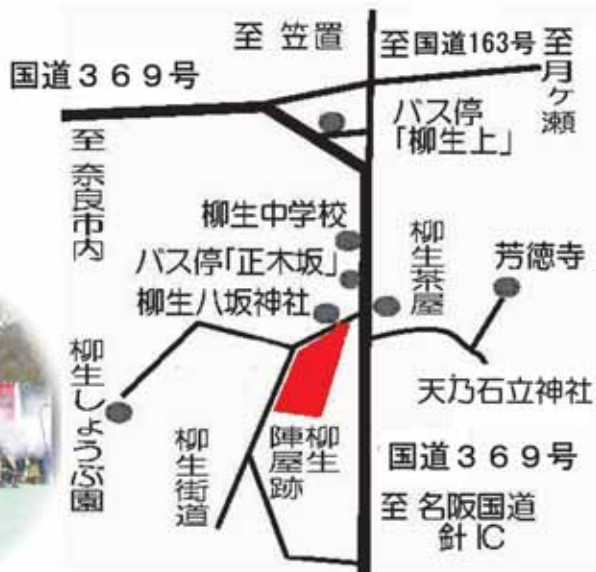 至 笠置
至国道163号
至月ヶ瀬
国道３６９号
バス停
「柳生上」
至 奈良市内
柳生中学校
柳生茶屋
芳徳寺
バス停「正木坂」
柳生八坂神社
天乃石立神社
柳生しょうぶ園
柳生街道
柳生
陣屋跡
国道３６９号
至 名阪国道
針IC